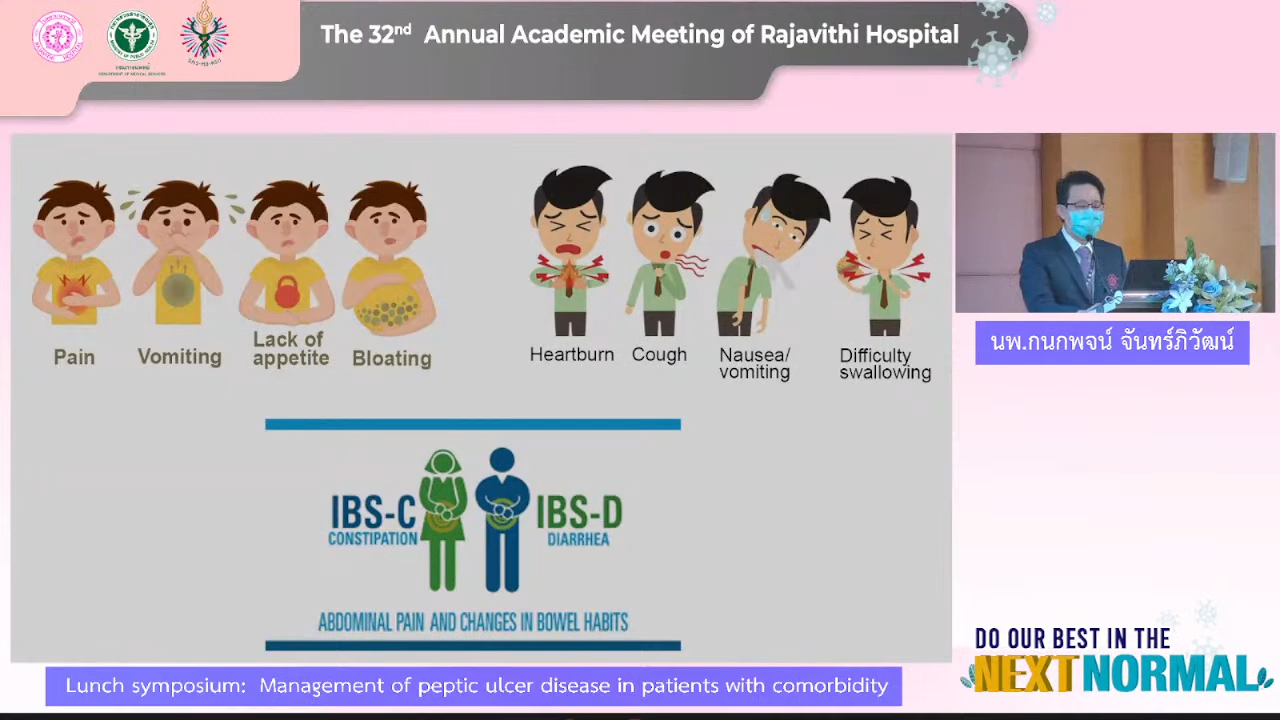 The 32nd Annual Academic Meeting of Rajavithi Hospital
Pain
Vomiting
Lack of
appetite
Bloating
Heartburn
Cough
Nausea/
vomiting
Difficulty
swallowing
นพ.กนกพจน์ จันทร์ภิวัฒน์
IBS-C
CONSTIPATION
IBS-D
DIARRHEA
ABDOMINAL PAIN AND CHANGES IN BOWEL HABITS
DO OUR BEST IN THE
NEXT NORMAL
Lunch symposium: Management of peptic ulcer disease in patients with comorbidity